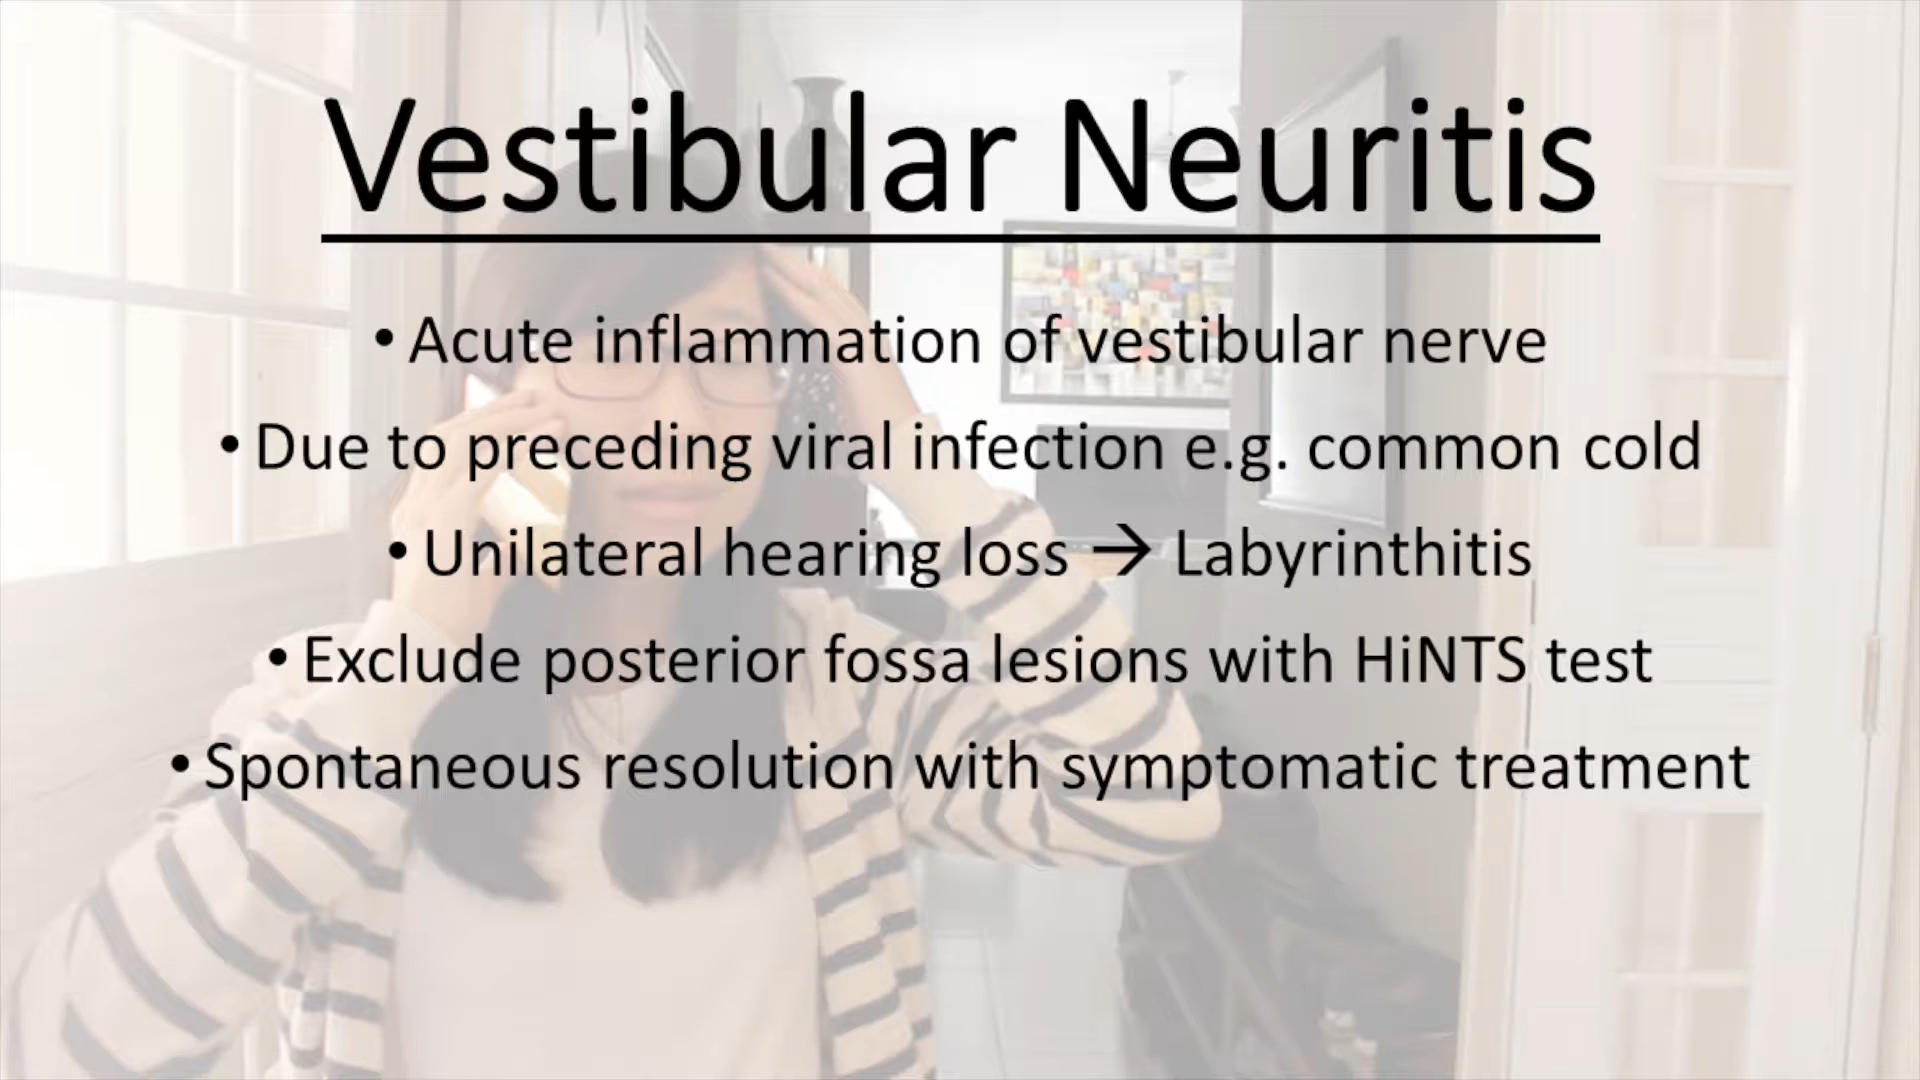 Vestibular Neuritis
• Acute inflammation of vestibular nerve
• Due to preceding viral infection e.g. common cold
• Unilateral hearing loss → Labyrinthitis
• Exclude posterior fossa lesions with HiNTS test
• Spontaneous resolution with symptomatic treatment